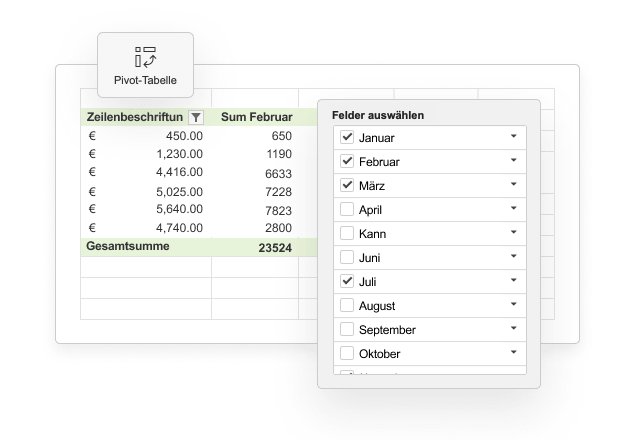 Pivot-Tabelle
Zeilenbeschriftun Sum Februar
€ 450.00 650
€ 1,230.00 1190
€ 4,416.00 6633
€ 5,025.00 7228
€ 5,640.00 7823
€ 4,740.00 2800
Gesamtsumme 23524
Felder auswählen
Januar
Februar
März
April
Kann
Juni
Juli
August
September
Oktober